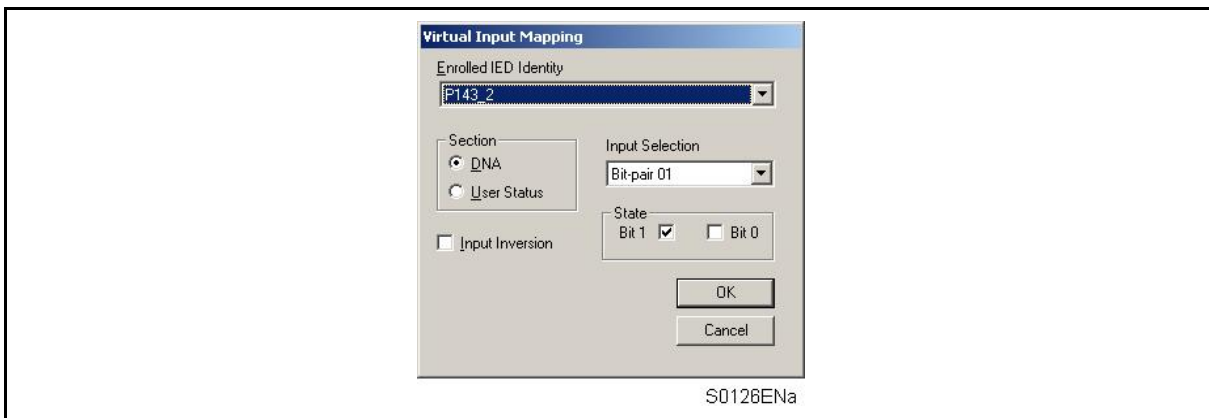 Virtual Input Mapping
Enrolled IED Identity
P143_2
Section
DNA
User Status
Input Inversion
Input Selection
Bit-pair 01
State
Bit 1
Bit 0
OK
Cancel
S0126ENa